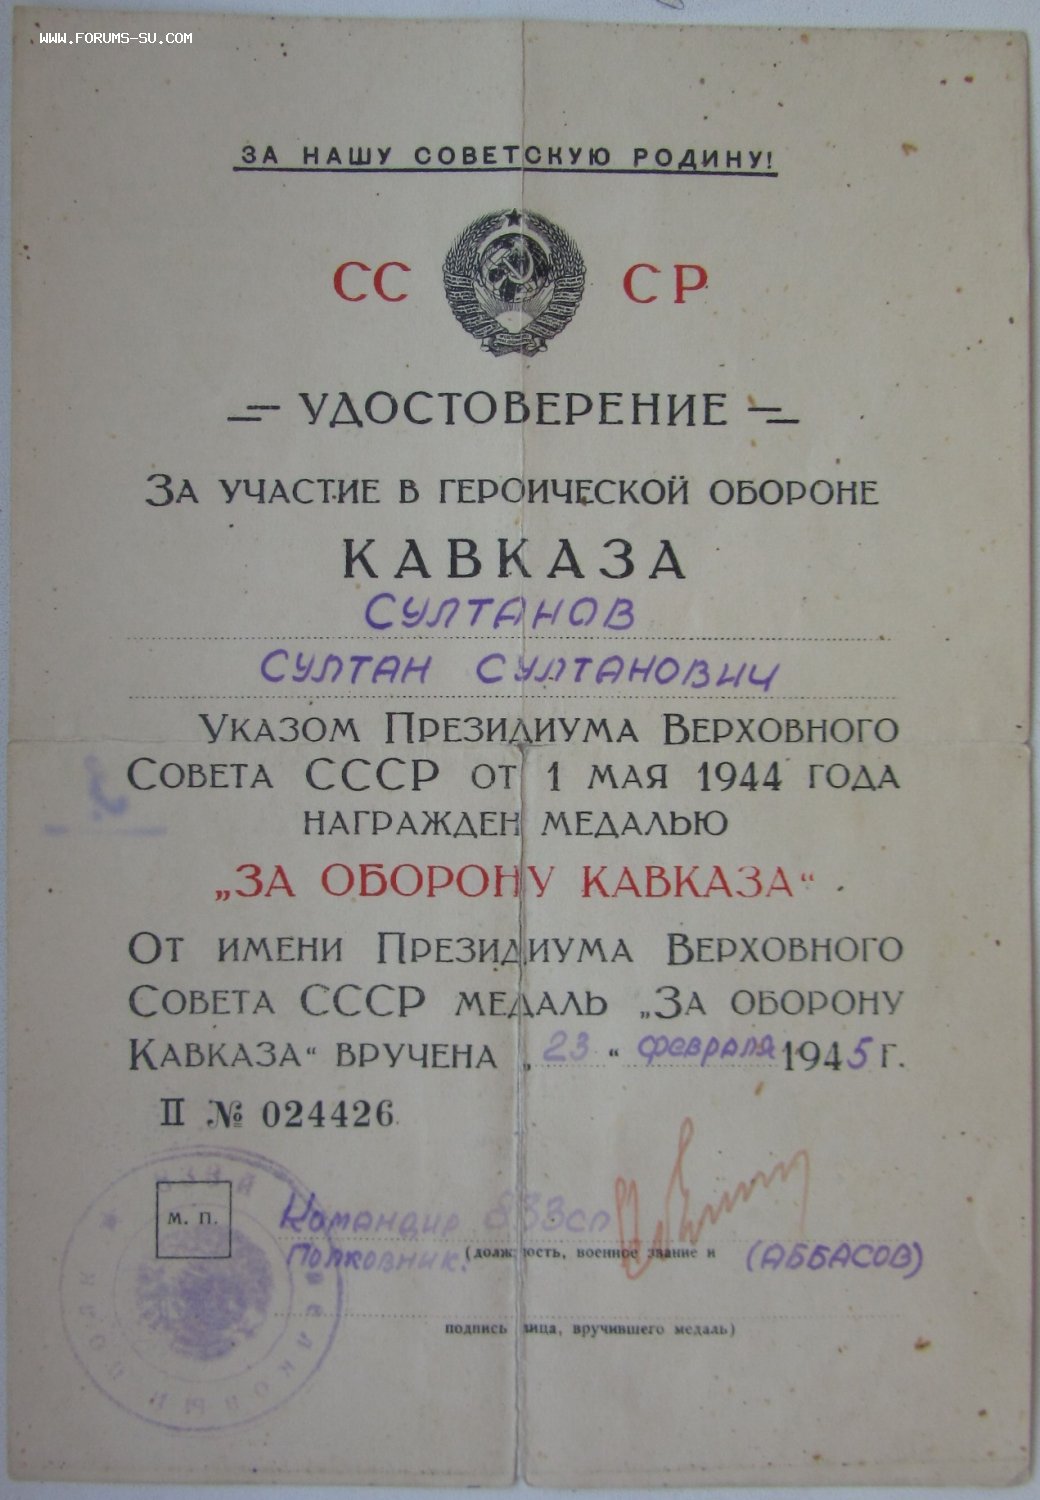 WWW.FORUMS-SU.COM
ЗА НАШУ СОВЕТСКУЮ РОДИНУ!
СС СР
УДОСТОВЕРЕНИЕ
ЗА УЧАСТИЕ В ГЕРОИЧЕСКОЙ ОБОРОНЕ
КАВКАЗА
СУЛТАНОВ
СУЛТАН СУЛТАНОВИЧ
УКАЗОМ ПРЕЗИДИУМА ВЕРХОВНОГО
СОВЕТА СССР ОТ 1 МАЯ 1944 ГОДА
НАГРАЖДЕН МЕДАЛЬЮ
„ЗА ОБОРОНУ КАВКАЗА“
ОТ ИМЕНИ ПРЕЗИДИУМА ВЕРХОВНОГО
СОВЕТА СССР МЕДАЛЬ „ЗА ОБОРОНУ
КАВКАЗА“ ВРУЧЕНА „23“ февраля 1945 г.
II № 024426
М. П.
Командир
Полковник: (должность, военное звание и (АББАСОВ)
подпись лица, вручившего медаль)